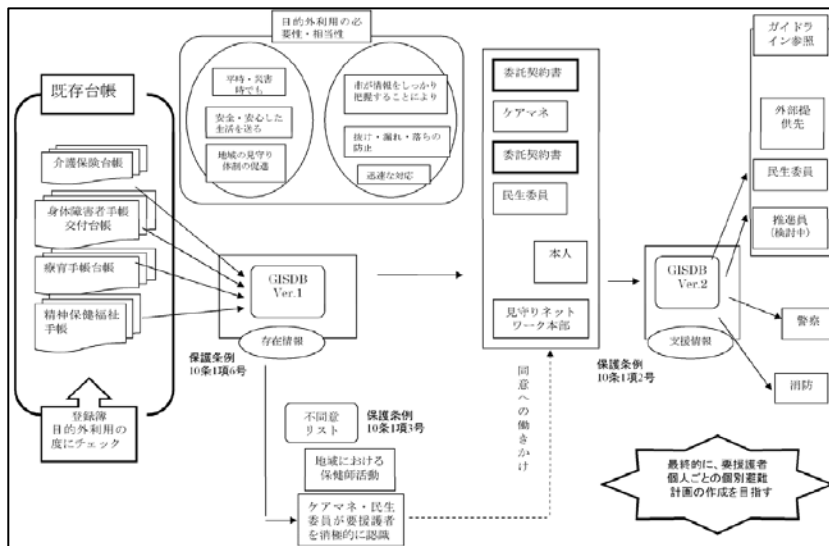 目的外利用の必
要性・相当性
平時・災害
時でも
安全・安心した
生活を送る
地域の見守り
体制の促進
市が情報をしっかり
把握することにより
抜け・漏れ・落ちの
防止
迅速な対応
既存台帳
介護保険台帳
身体障害者手帳
交付台帳
療育手帳台帳
精神保健福祉
手帳
登録簿
目的外利用の
度にチェック
GISDB
Ver.1
存在情報
保護条例
10条1項6号
不同意
リスト
保護条例
10条1項3号
地域における
保健師活動
ケアマネ・民生
委員が要援護者
を消極的に認識
委託契約書
ケアマネ
委託契約書
民生委員
本人
見守りネット
ワーク本部
同意への働きかけ
GISDB
Ver.2
支援情報
保護条例
10条1項2号
ガイドラ
イン参照
外部提
供先
民生委員
推進員
(検討中)
警察
消防
最終的に、要援護者
個人ごとの個別避難
計画の作成を目指す